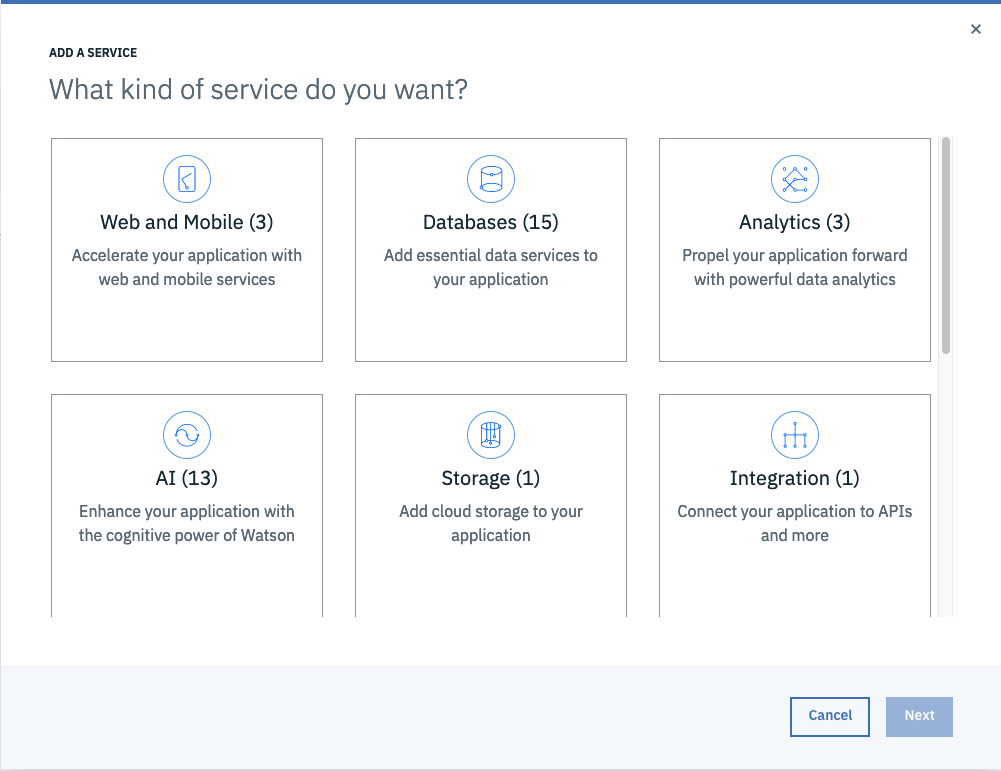 ADD A SERVICE
What kind of service do you want?
Web and Mobile (3)
Accelerate your application with
web and mobile services
Databases (15)
Add essential data services to
your application
Analytics (3)
Propel your application forward
with powerful data analytics
AI (13)
Enhance your application with
the cognitive power of Watson
Storage (1)
Add cloud storage to your
application
Integration (1)
Connect your application to APIs
and more
Cancel
Next